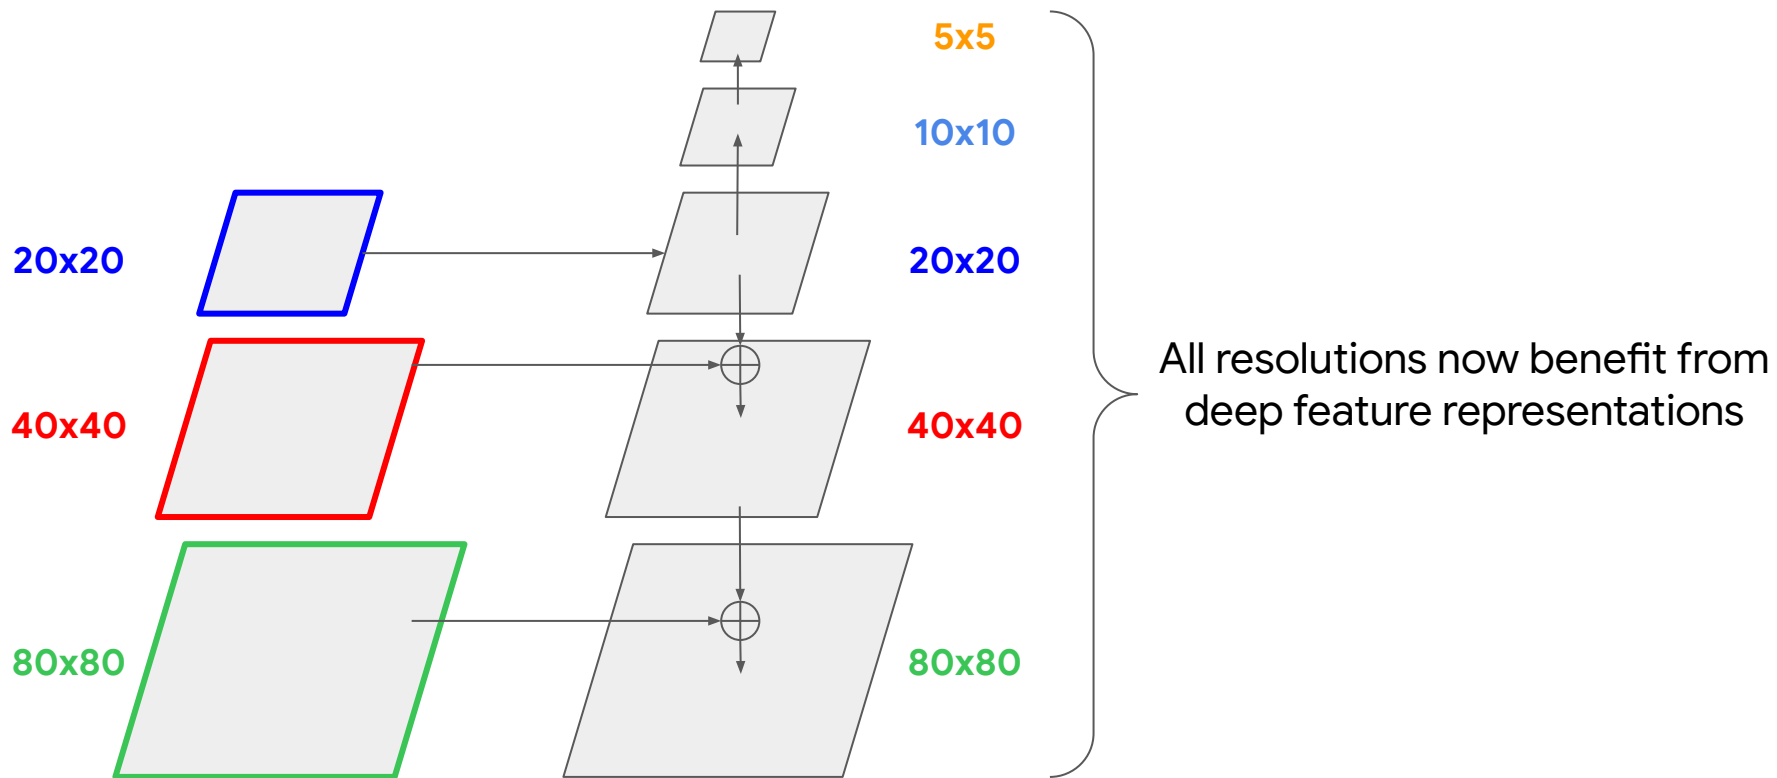 5x5
10x10
20x20
20x20
40x40
40x40
80x80
80x80
All resolutions now benefit from
deep feature representations